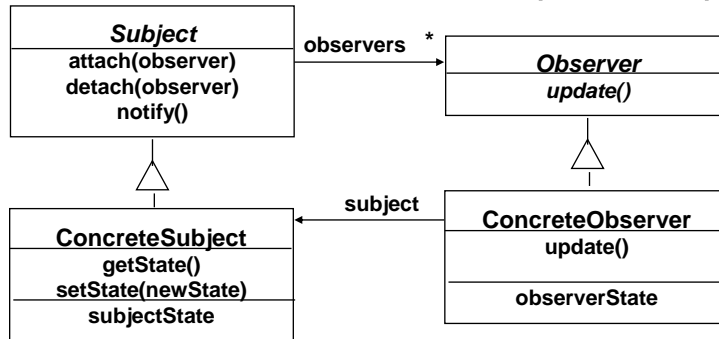 Subject
attach(observer)
detach(observer)
notify()
observers *
Observer
update()
ConcreteSubject
getState()
setState(newState)
subjectState
subject
ConcreteObserver
update()
observerState